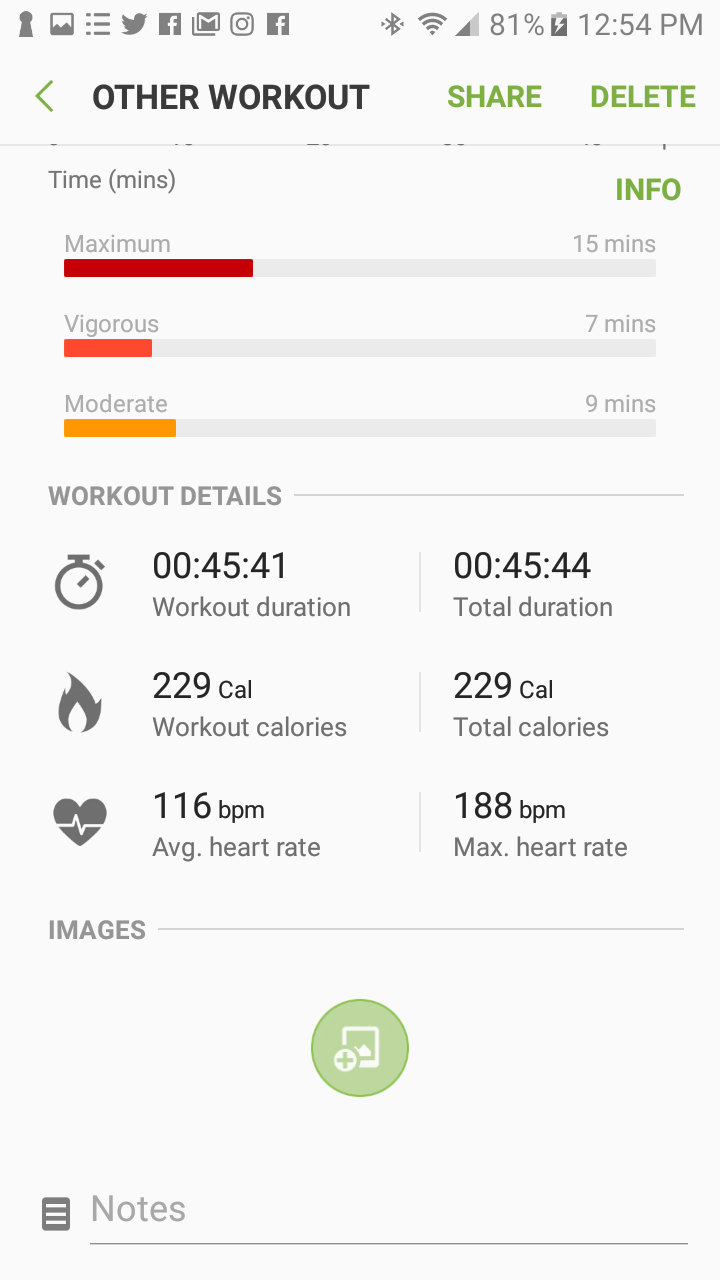 81% 12:54 PM
OTHER WORKOUT SHARE DELETE
Time (mins)
INFO
Maximum 15 mins
Vigorous 7 mins
Moderate 9 mins
WORKOUT DETAILS
00:45:41 00:45:44
Workout duration Total duration
229 Cal 229 Cal
Workout calories Total calories
116 bpm 188 bpm
Avg. heart rate Max. heart rate
IMAGES
Notes